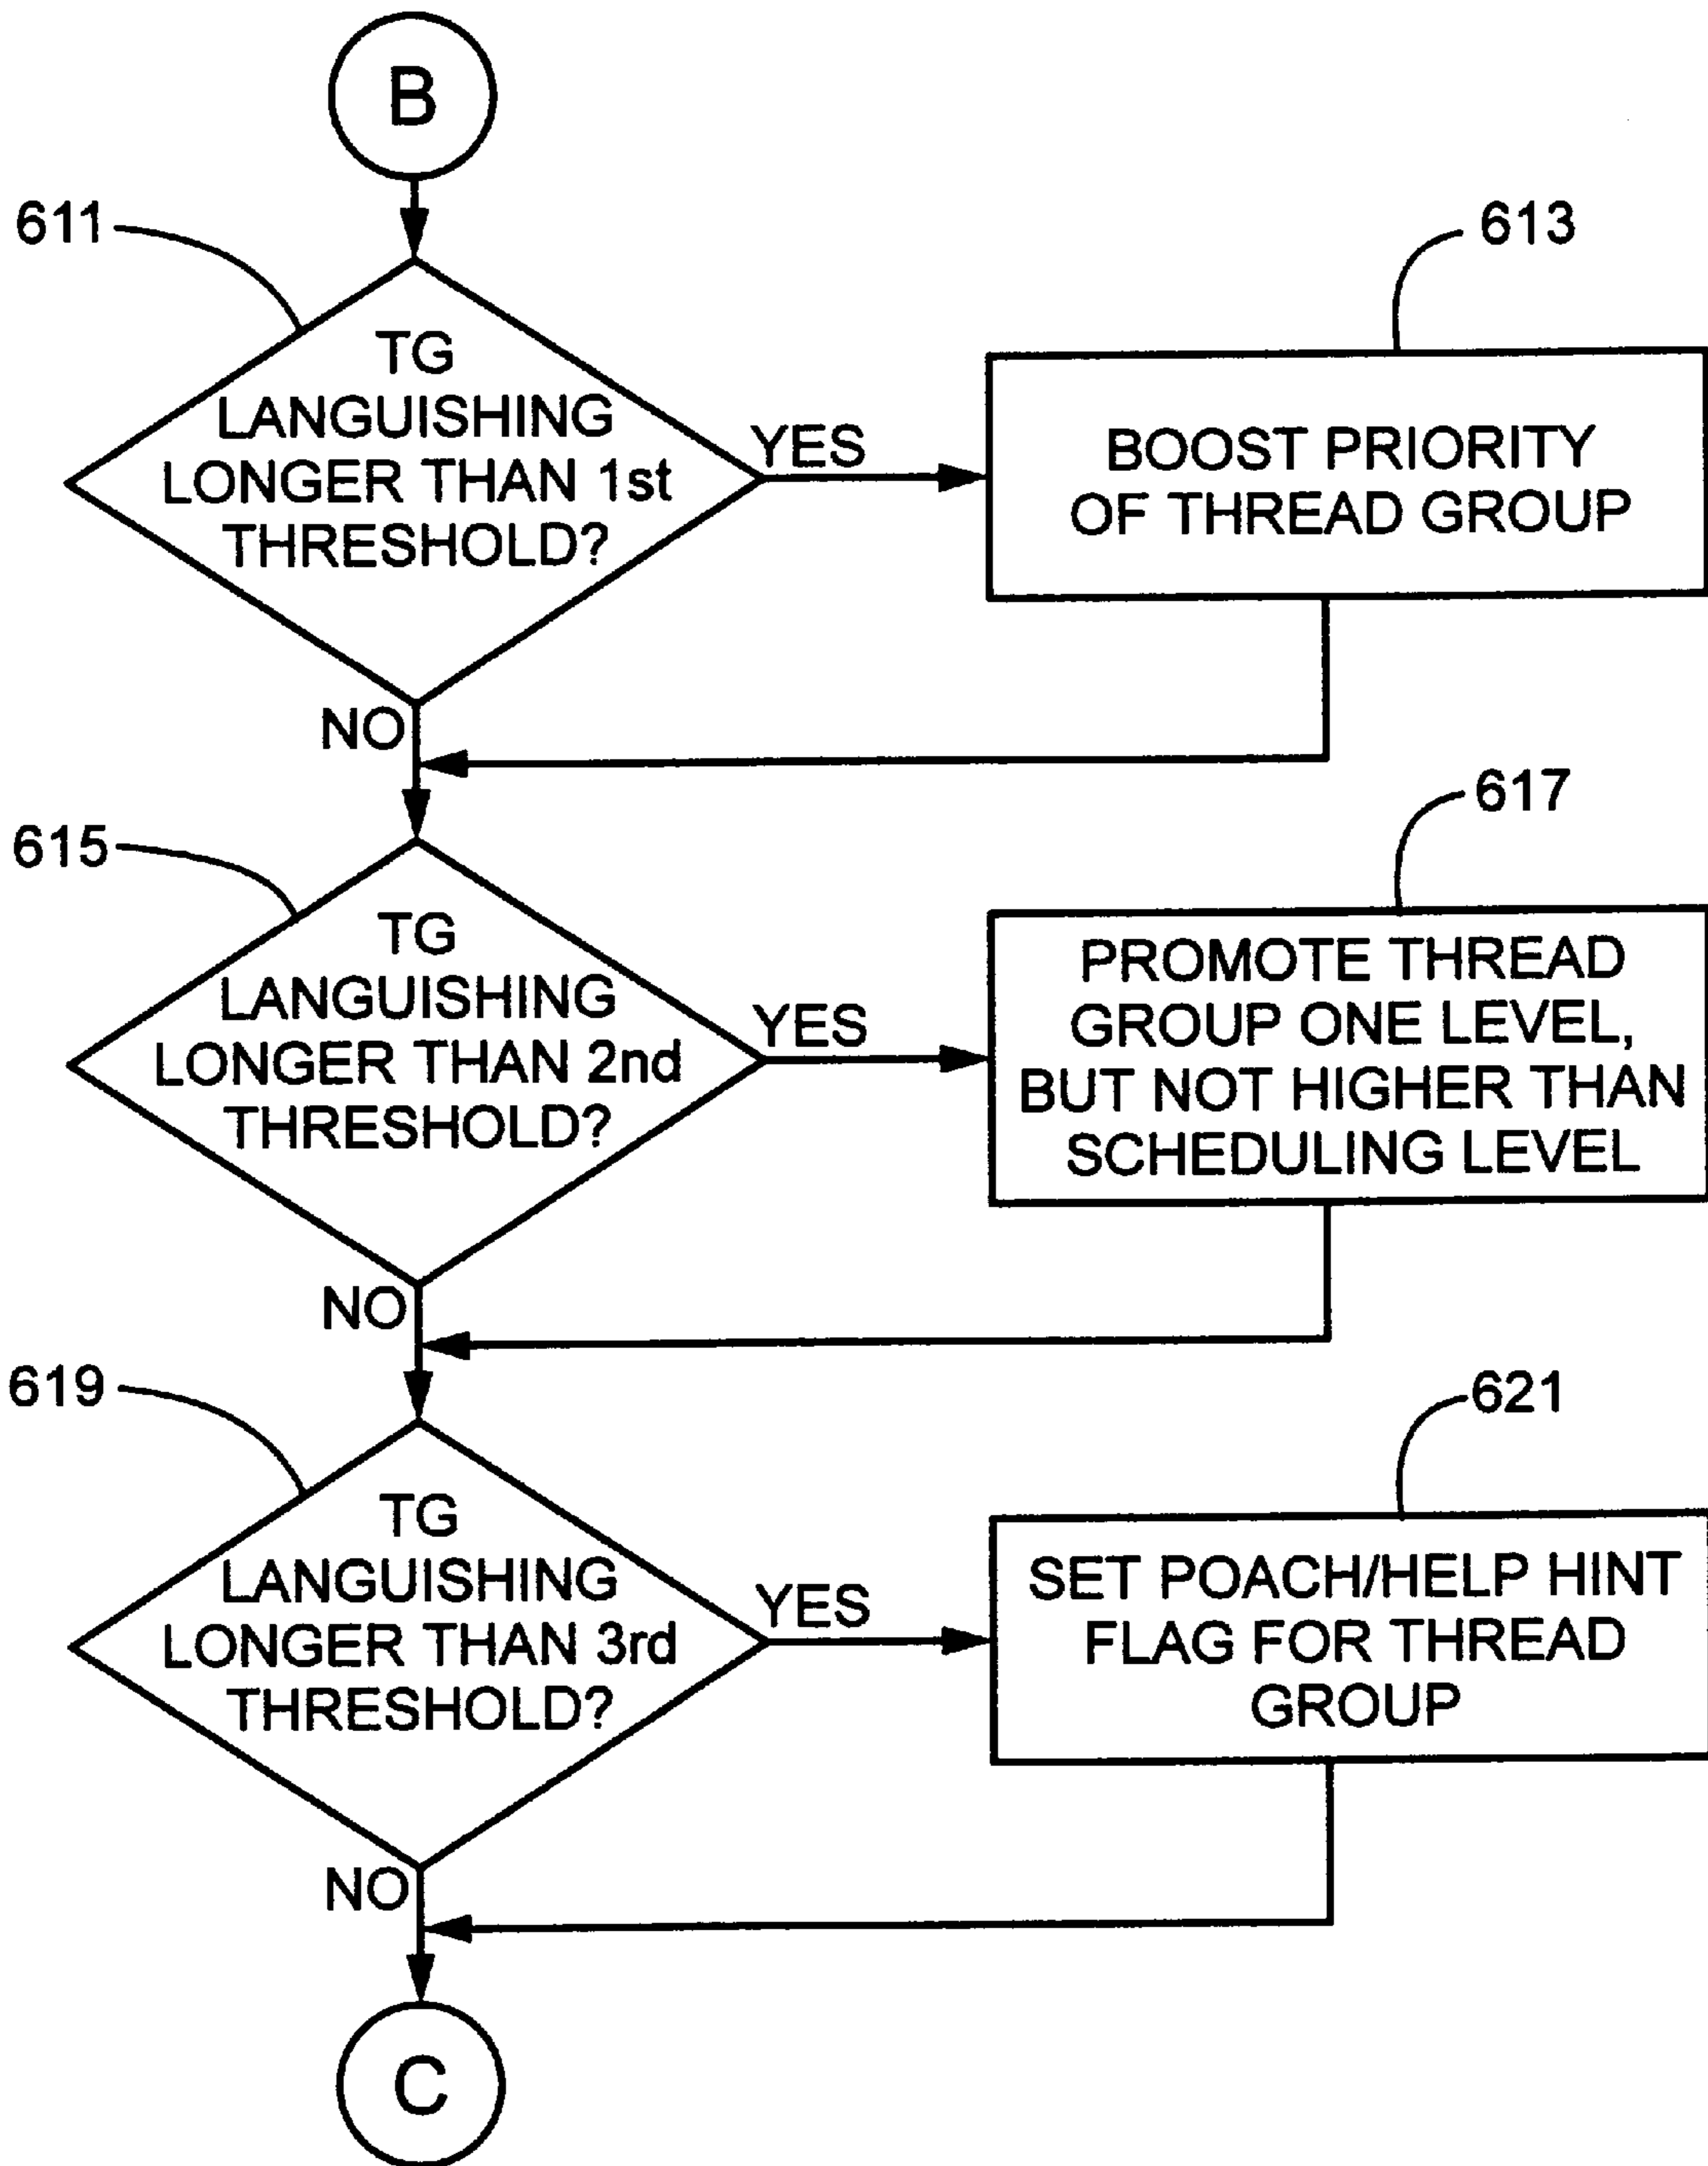 B
611
TG
LANGUISHING
LONGER THAN 1st
THRESHOLD?
YES
613
BOOST PRIORITY
OF THREAD GROUP
NO
615
TG
LANGUISHING
LONGER THAN 2nd
THRESHOLD?
YES
617
PROMOTE THREAD
GROUP ONE LEVEL,
BUT NOT HIGHER THAN
SCHEDULING LEVEL
NO
619
TG
LANGUISHING
LONGER THAN 3rd
THRESHOLD?
YES
621
SET POACH/HELP HINT
FLAG FOR THREAD
GROUP
NO
C